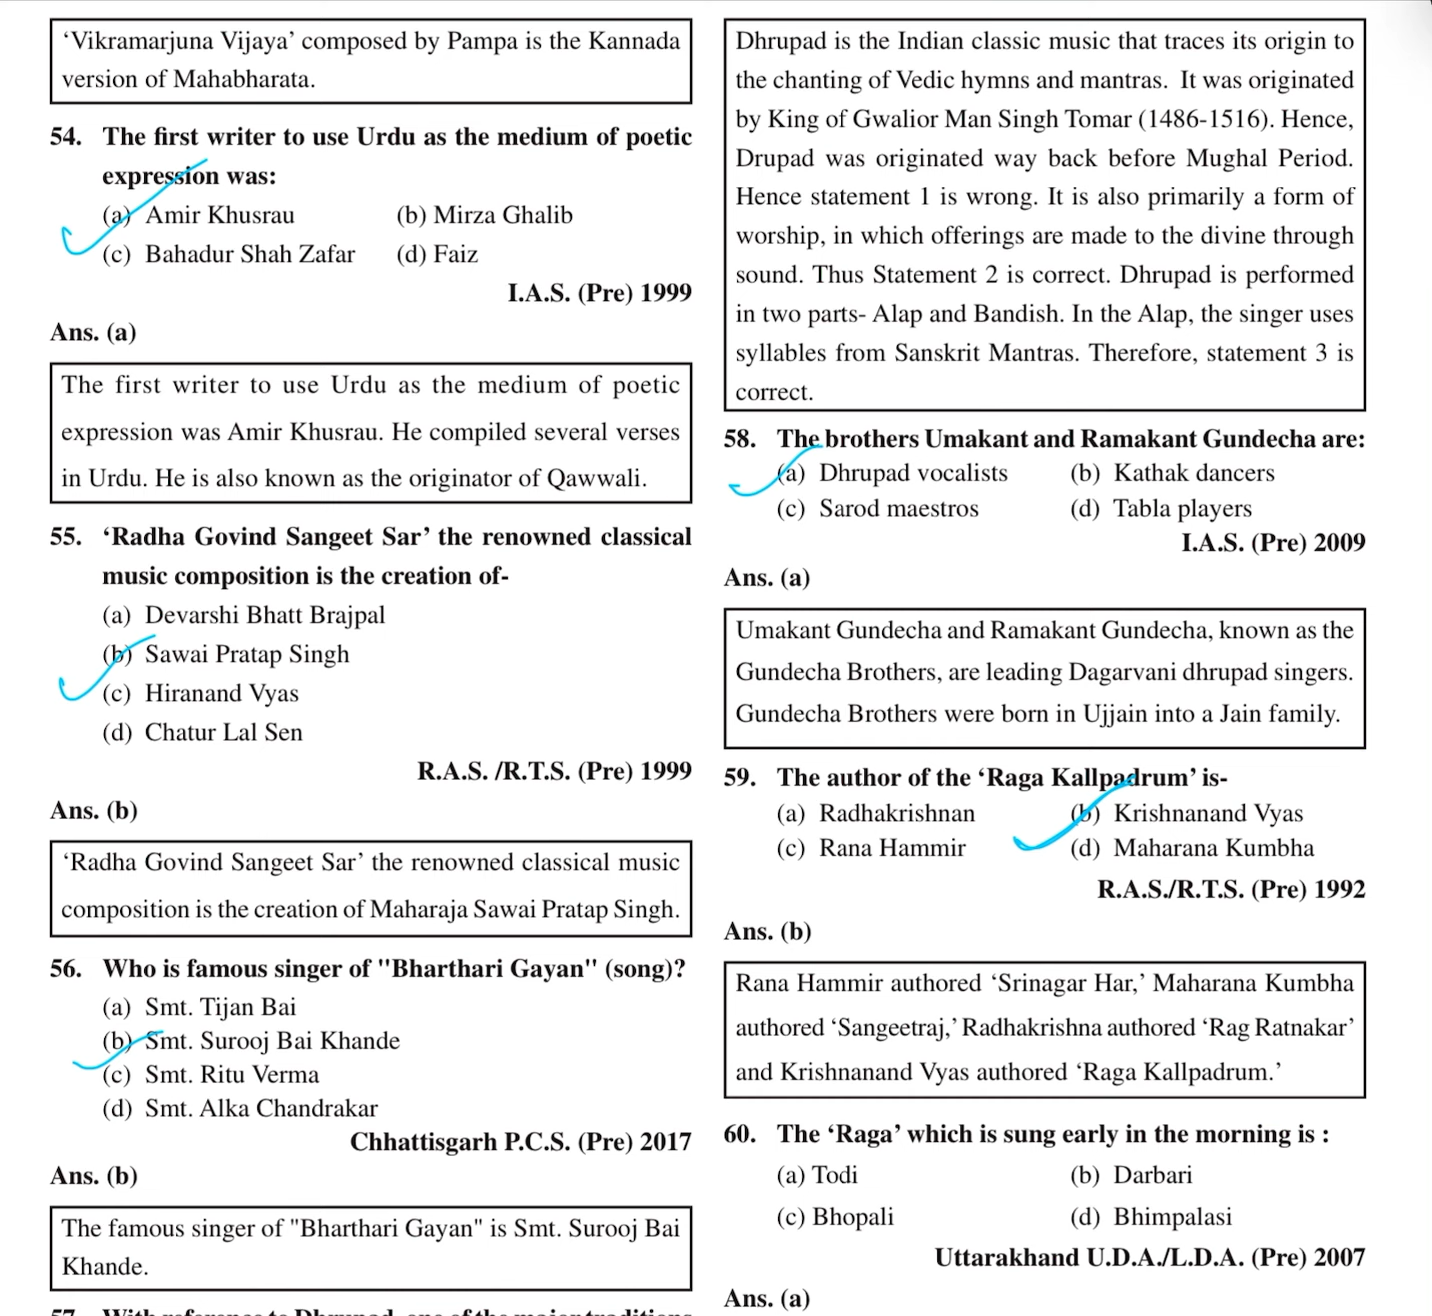 ‘Vikramarjuna Vijaya’ composed by Pampa is the Kannada
version of Mahabharata.
54. The first writer to use Urdu as the medium of poetic
expression was:
(a) Amir Khusrau (b) Mirza Ghalib
(c) Bahadur Shah Zafar (d) Faiz
I.A.S. (Pre) 1999
Ans. (a)
The first writer to use Urdu as the medium of poetic
expression was Amir Khusrau. He compiled several verses
in Urdu. He is also known as the originator of Qawwali.
55. ‘Radha Govind Sangeet Sar’ the renowned classical
music composition is the creation of-
(a) Devarshi Bhatt Brajpal
(b) Sawai Pratap Singh
(c) Hiranand Vyas
(d) Chatur Lal Sen
R.A.S. /R.T.S. (Pre) 1999
Ans. (b)
‘Radha Govind Sangeet Sar’ the renowned classical music
composition is the creation of Maharaja Sawai Pratap Singh.
56. Who is famous singer of "Bharthari Gayan" (song)?
(a) Smt. Tijan Bai
(b) Smt. Surooj Bai Khande
(c) Smt. Ritu Verma
(d) Smt. Alka Chandrakar
Chhattisgarh P.C.S. (Pre) 2017
Ans. (b)
The famous singer of "Bharthari Gayan" is Smt. Surooj Bai
Khande.
57. With reference to Dhrupad, one of the major traditions
Dhrupad is the Indian classic music that traces its origin to
the chanting of Vedic hymns and mantras. It was originated
by King of Gwalior Man Singh Tomar (1486-1516). Hence,
Drupad was originated way back before Mughal Period.
Hence statement 1 is wrong. It is also primarily a form of
worship, in which offerings are made to the divine through
sound. Thus Statement 2 is correct. Dhrupad is performed
in two parts- Alap and Bandish. In the Alap, the singer uses
syllables from Sanskrit Mantras. Therefore, statement 3 is
correct.
58. The brothers Umakant and Ramakant Gundecha are:
(a) Dhrupad vocalists (b) Kathak dancers
(c) Sarod maestros (d) Tabla players
I.A.S. (Pre) 2009
Ans. (a)
Umakant Gundecha and Ramakant Gundecha, known as the
Gundecha Brothers, are leading Dagarvani dhrupad singers.
Gundecha Brothers were born in Ujjain into a Jain family.
59. The author of the ‘Raga Kallpadrum’ is-
(a) Radhakrishnan (b) Krishnanand Vyas
(c) Rana Hammir (d) Maharana Kumbha
R.A.S./R.T.S. (Pre) 1992
Ans. (b)
Rana Hammir authored ‘Srinagar Har,’ Maharana Kumbha
authored ‘Sangeetraj,’ Radhakrishna authored ‘Rag Ratnakar’
and Krishnanand Vyas authored ‘Raga Kallpadrum.’
60. The ‘Raga’ which is sung early in the morning is :
(a) Todi (b) Darbari
(c) Bhopali (d) Bhimpalasi
Uttarakhand U.D.A./L.D.A. (Pre) 2007
Ans. (a)